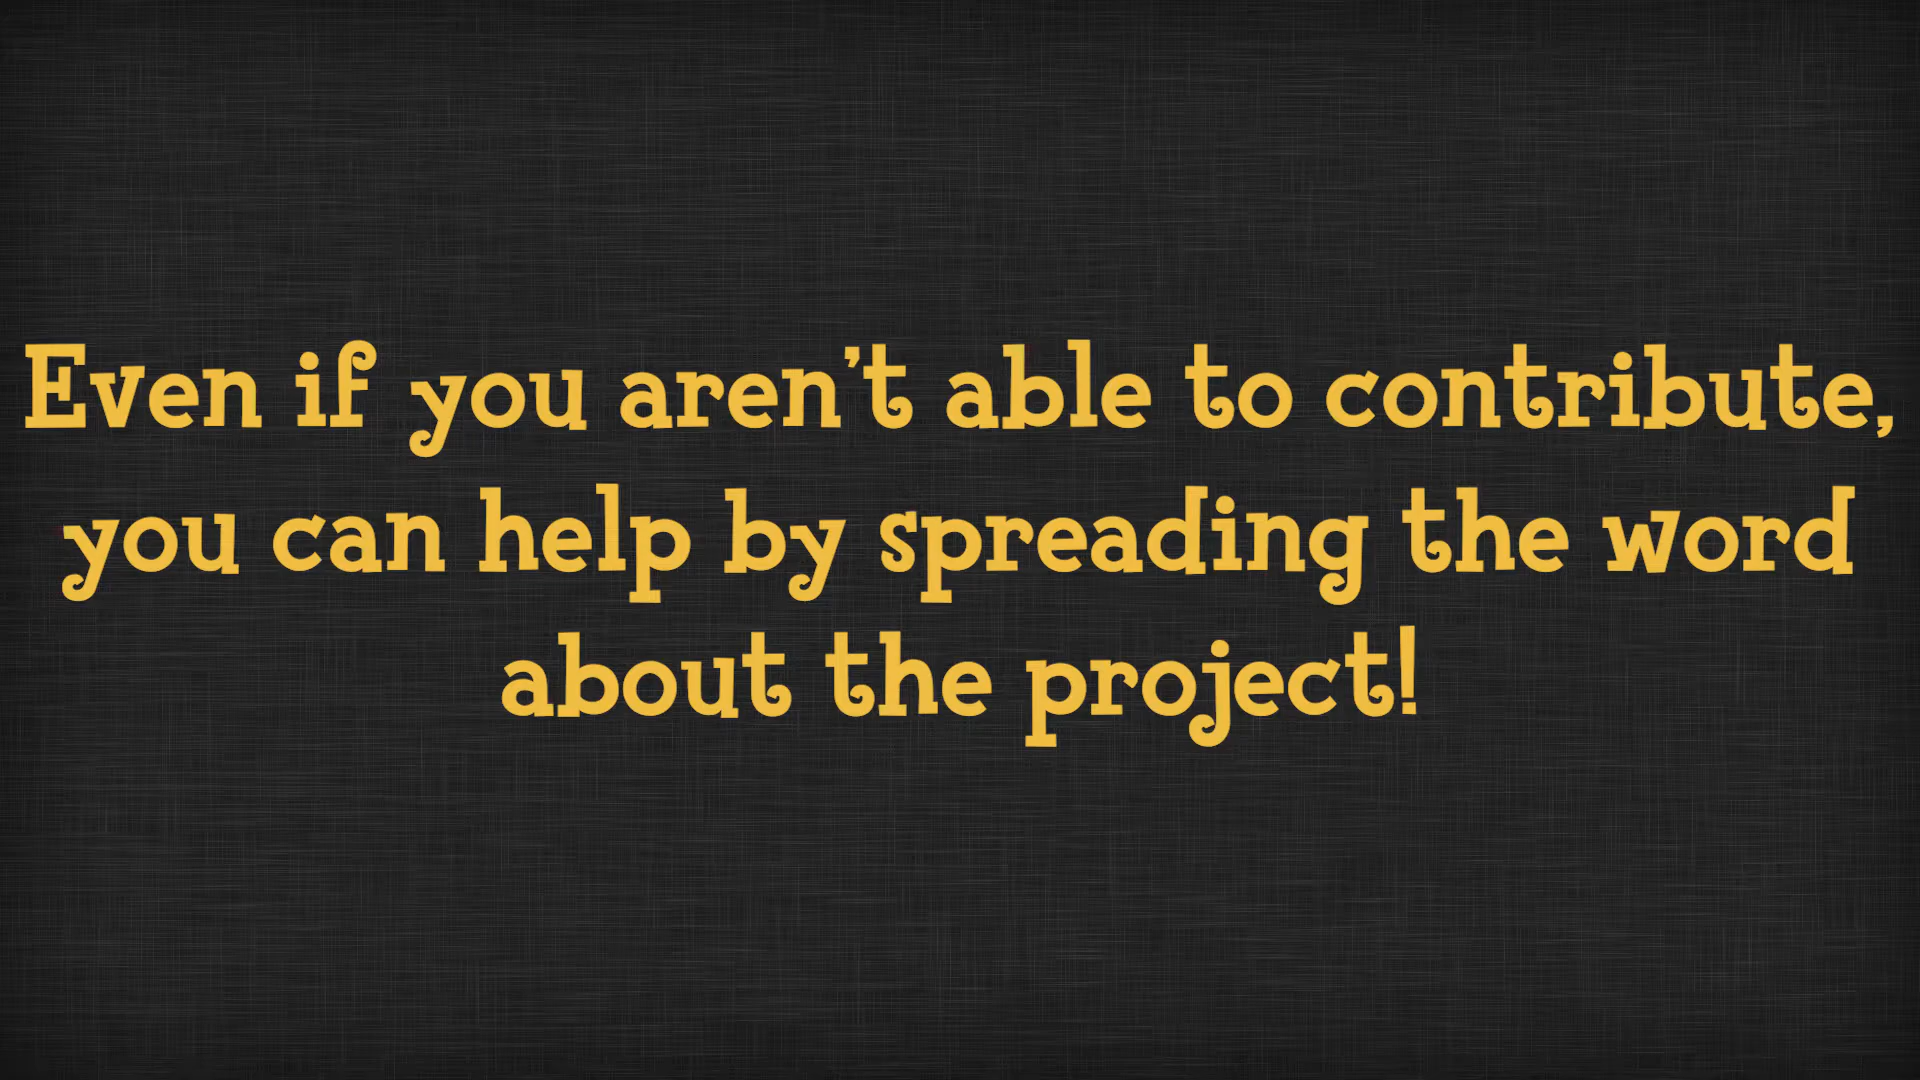 Even if you aren't able to contribute,
you can help by spreading the word
about the project!